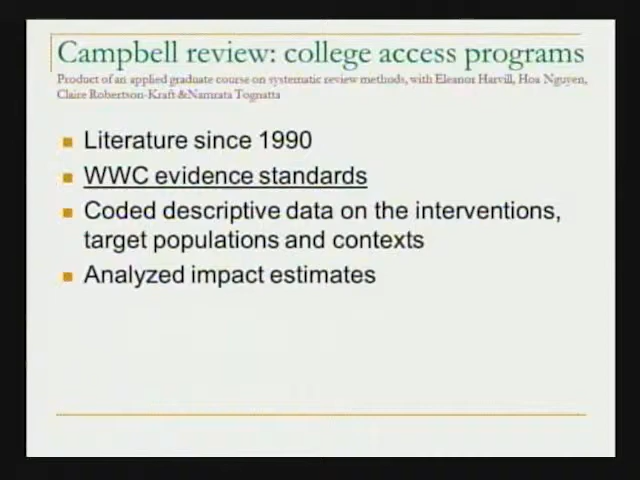 Campbell review: college access programs
Product of an applied graduate course on systematic review methods, with Eleanor Harvill, Hoa Nguyen,
Claire Robertson-Kraft &Namrata Tognatta
Literature since 1990
WWC evidence standards
Coded descriptive data on the interventions,
target populations and contexts
Analyzed impact estimates